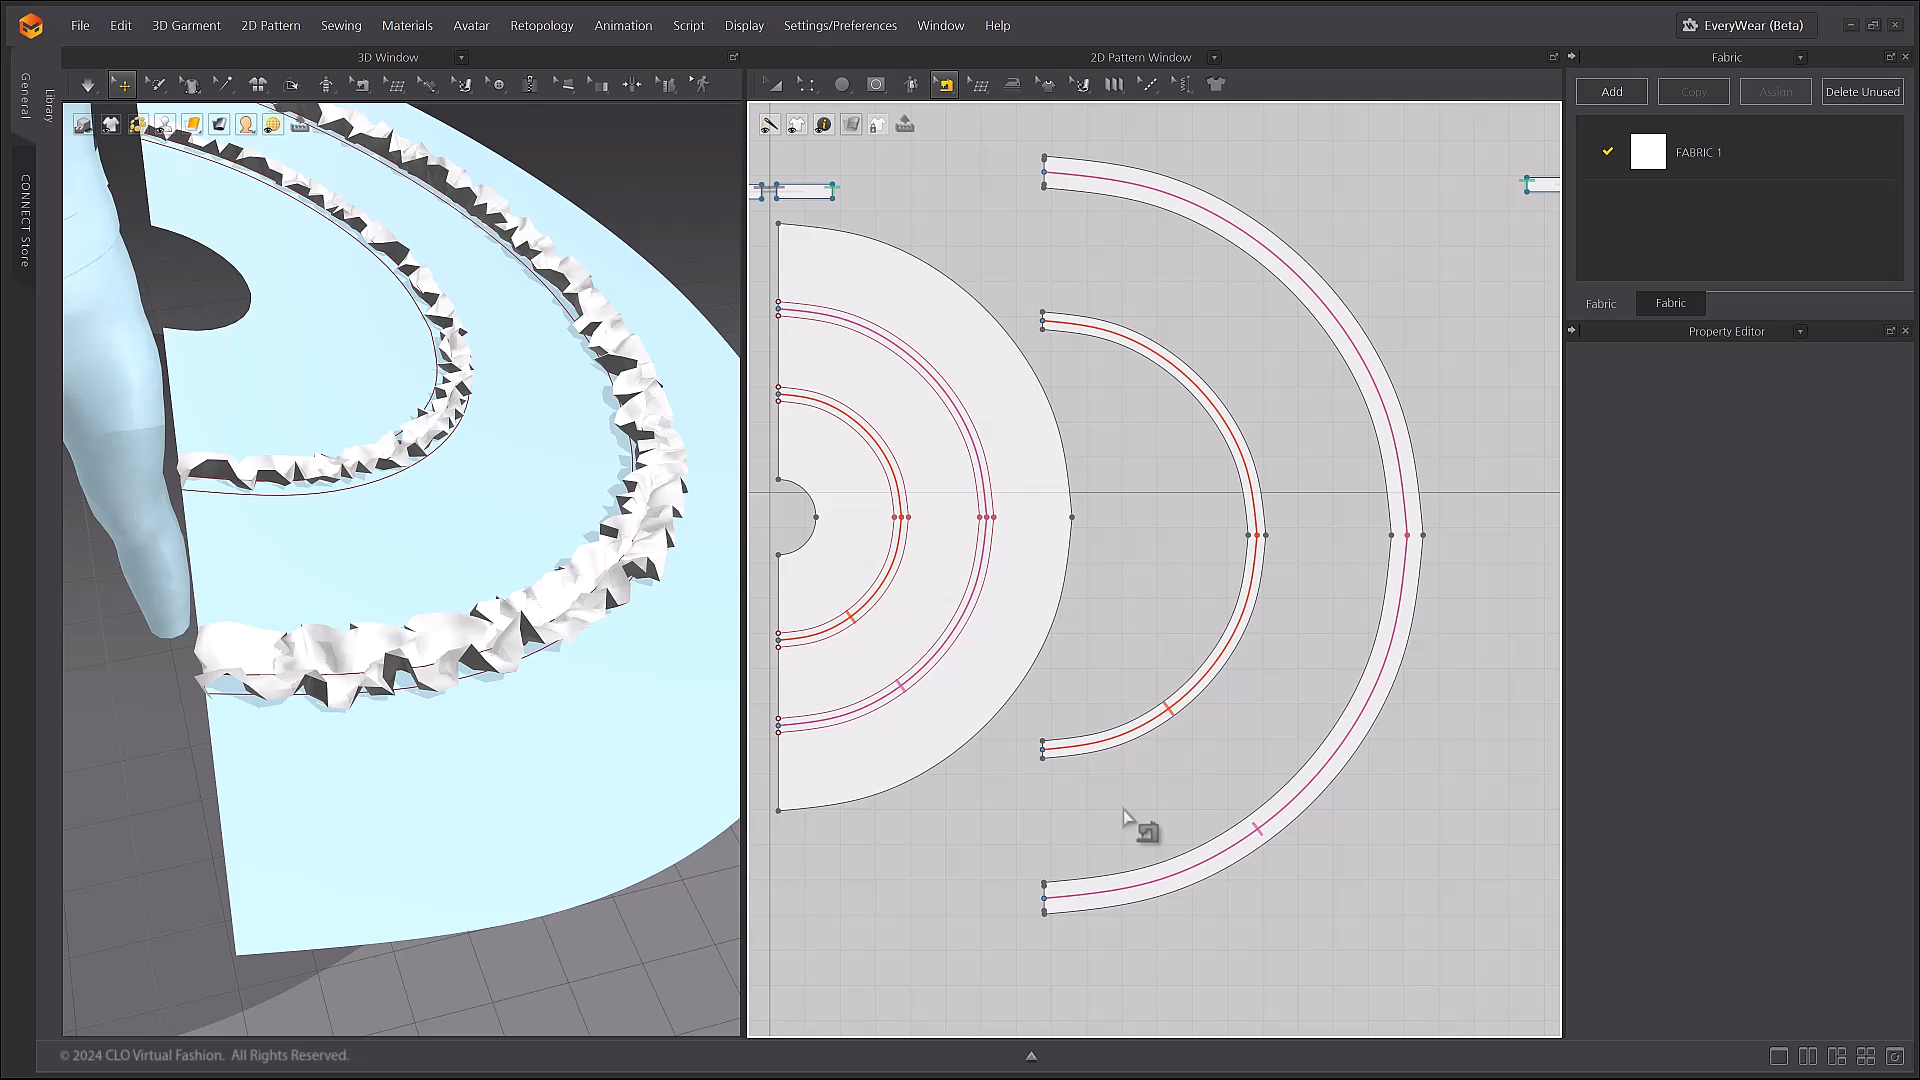 File Edit 3D Garment 2D Pattern Sewing Materials Avatar Retopology Animation Script Display Settings/Preferences Window Help
EveryWear (Beta)
3D Window
2D Pattern Window
Fabric
General
Library
CONNECT Store
Add Copy Assign Delete Unused
FABRIC 1
Fabric Fabric
Property Editor
© 2024 CLO Virtual Fashion. All Rights Reserved.